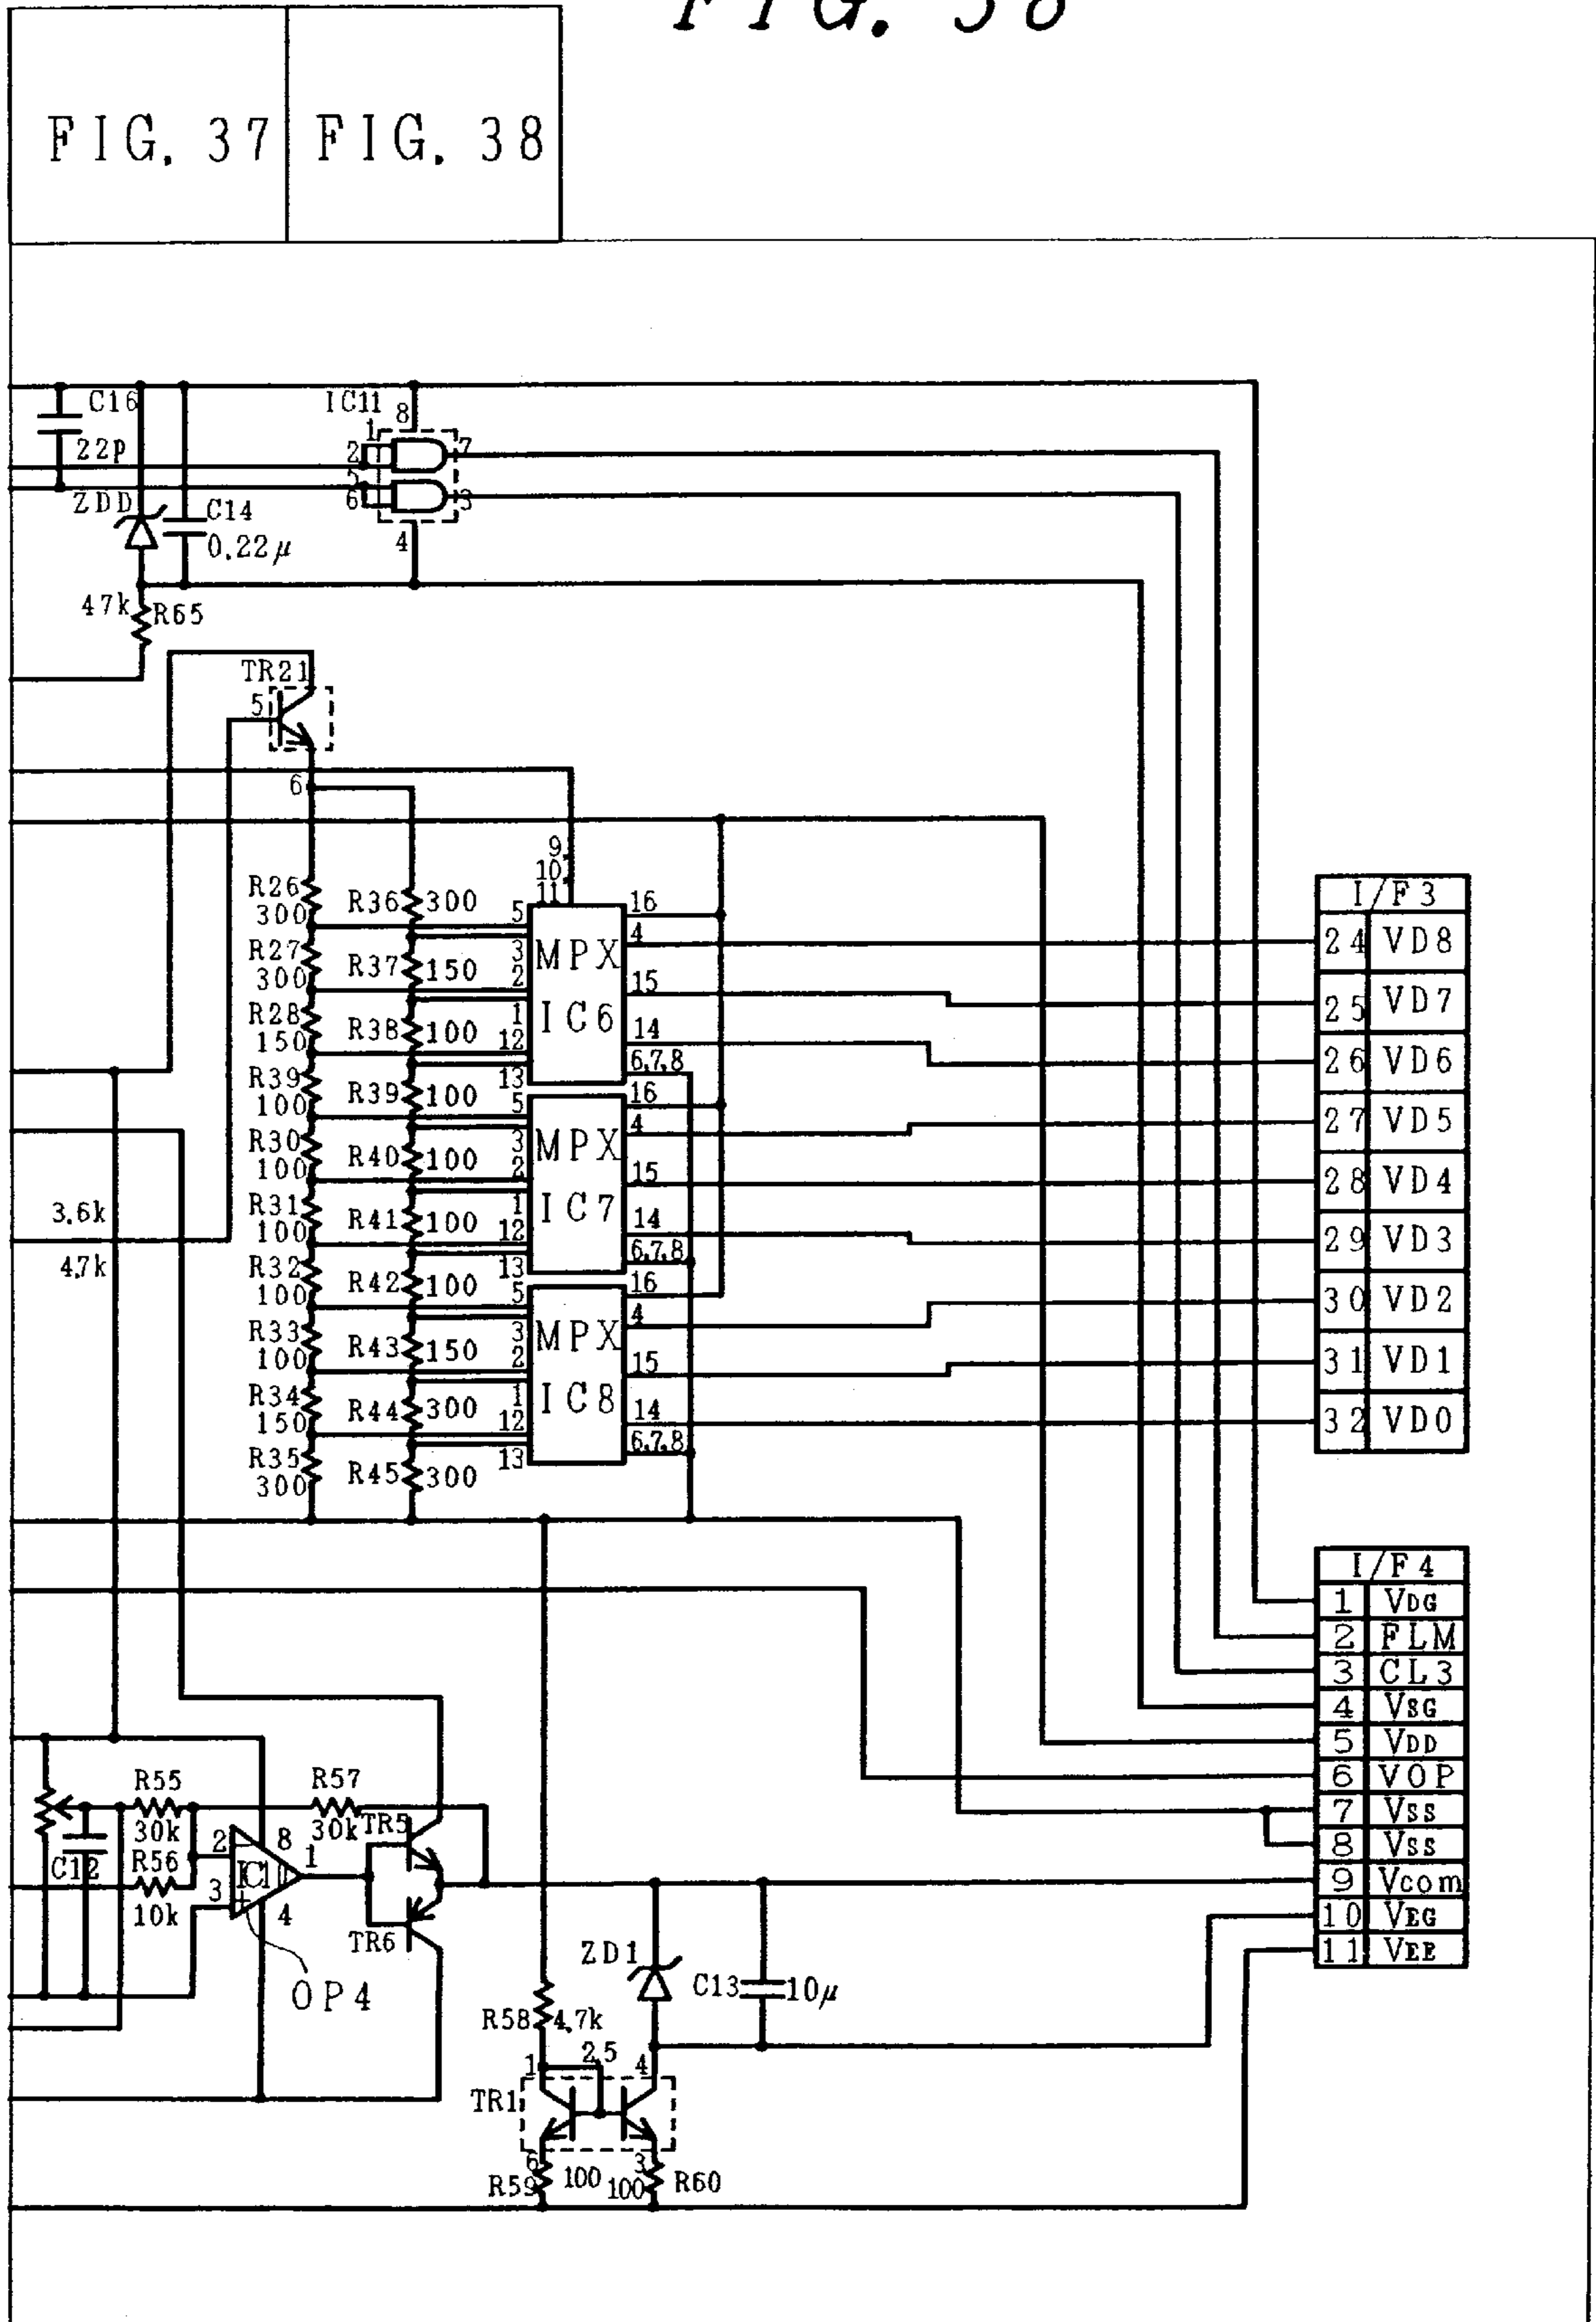 FIG. 38
FIG. 37
FIG. 38
C16
22p
IC11
8
1
2
7
5
6
3
4
ZDD
C14
0.22μ
47k
R65
TR21
5
6
9
10
11
R26
300
R27
300
R28
150
R39
100
R30
100
R31
100
R32
100
R33
100
R34
150
R35
300
R36
300
R37
150
R38
100
R39
100
R40
100
R41
100
R42
100
R43
150
R44
300
R45
300
3.6k
4.7k
5
3
2
1
12
13
MPX
IC6
16
4
15
14
6,7,8
5
3
2
1
12
13
MPX
IC7
16
4
15
14
6,7,8
5
3
2
1
12
13
MPX
IC8
16
4
15
14
6,7,8
I/F3
24 VD8
25 VD7
26 VD6
27 VD5
28 VD4
29 VD3
30 VD2
31 VD1
32 VD0
I/F4
1 VDG
2 FLM
3 CL3
4 VSG
5 VDD
6 VOP
7 VSS
8 VSS
9 Vcom
10 VEG
11 VEE
R55
30k
R57
30k
TR5
C12
R56
10k
2
3
8
1
4
IC10
TR6
OP4
ZD1
C13
10μ
R58
4.7k
1
2,5
4
TR1
6
3
R59
100
100
R60